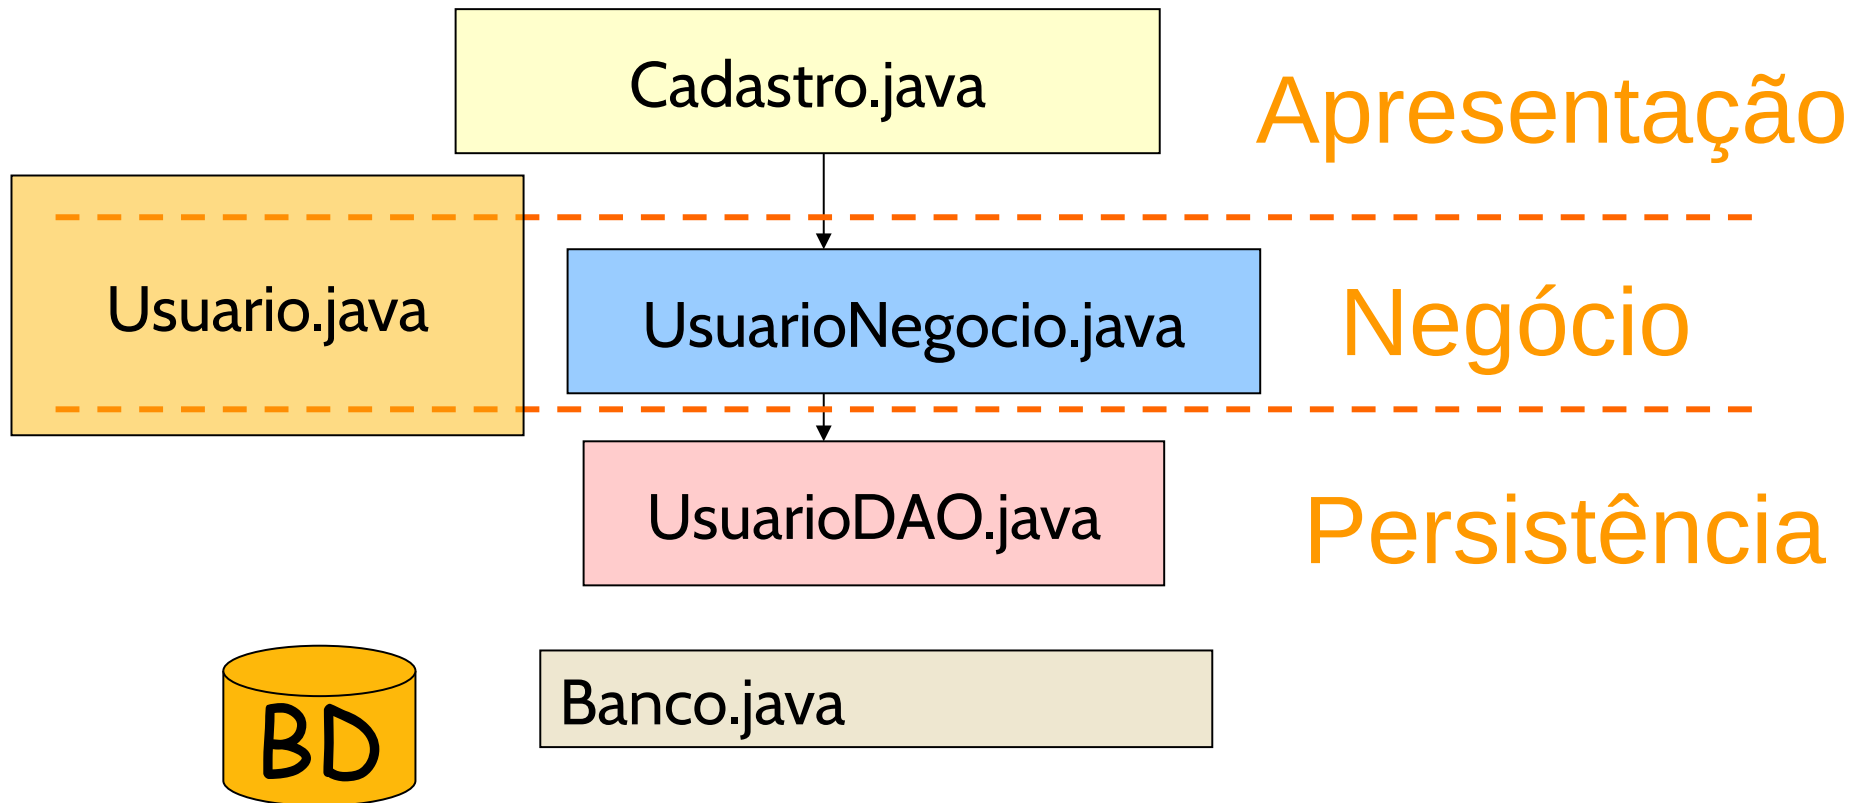 Cadastro.java
Apresentação
Usuario.java
UsuarioNegocio.java
Negócio
UsuarioDAO.java
Persistência
BD
Banco.java